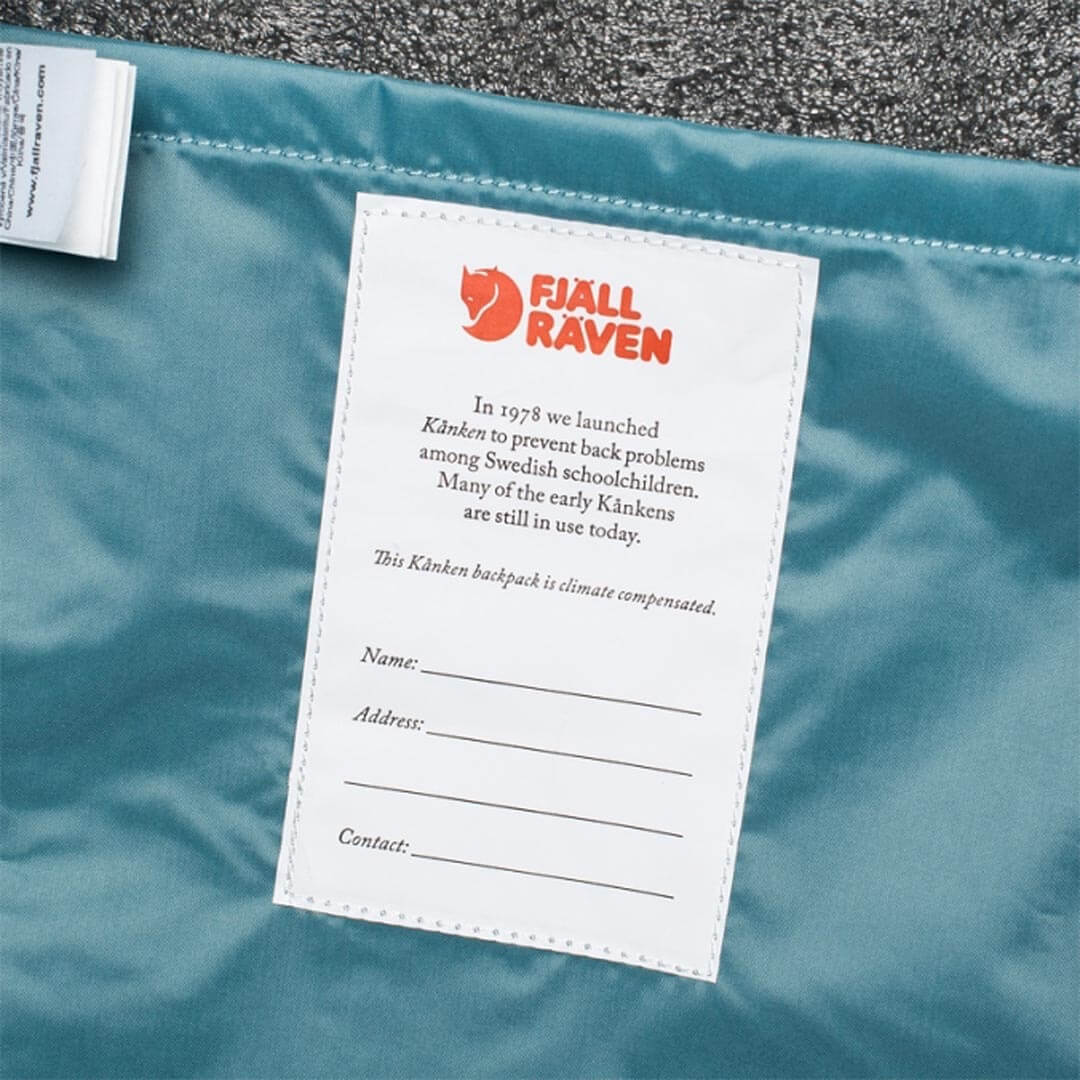 www.fjallraven.com
FJÄLL
RÄVEN
In 1978 we launched
Kånken to prevent back problems
among Swedish schoolchildren.
Many of the early Kånkens
are still in use today.
This Kånken backpack is climate compensated.
Name:
Address:
Contact: